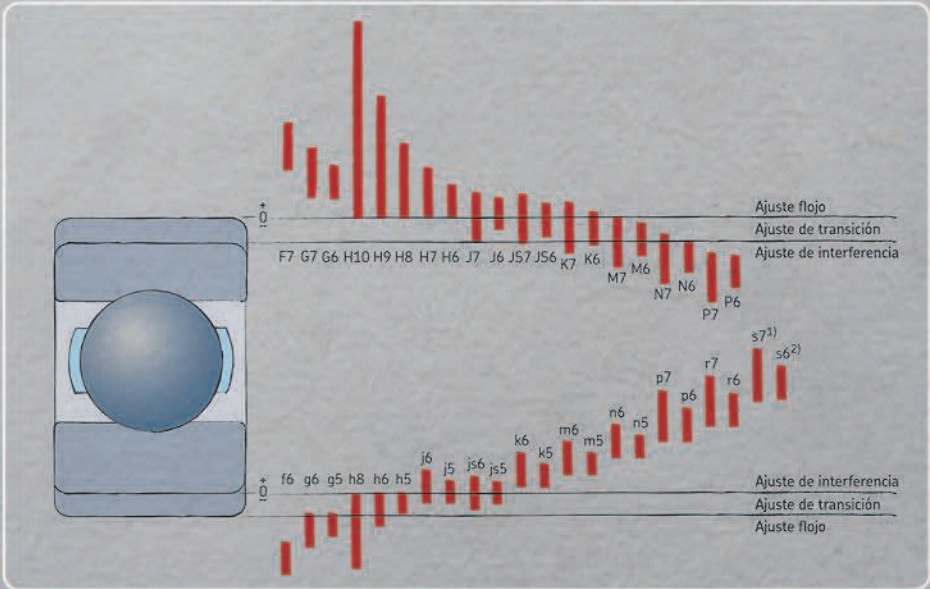 +
0
-
Ajuste flojo
Ajuste de transición
Ajuste de interferencia
F7 G7 G6 H10 H9 H8 H7 H6 J7 J6 JS7 JS6 K7 K6 M7 M6 N7 N6 P7 P6
s7¹⁾ s6²⁾
p7 p6 r7 r6
f6 g6 g5 h8 h6 h5 j6 j5 js6 js5 k6 k5 m6 m5 n6 n5
+
0
-
Ajuste de interferencia
Ajuste de transición
Ajuste flojo